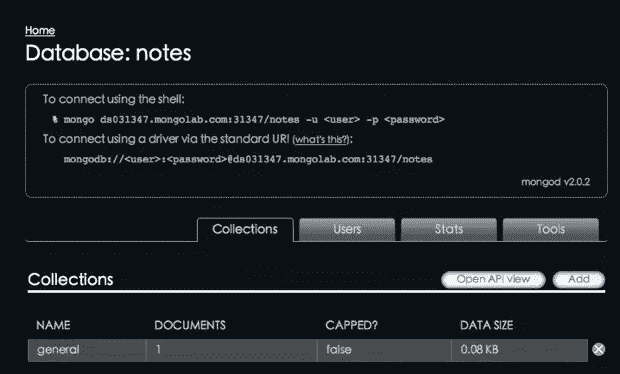 Home
Database: notes
To connect using the shell:
% mongo ds031347.mongolab.com:31347/notes -u <user> -p <password>
To connect using a driver via the standard URI (what's this?):
mongodb://<user>:<password>@ds031347.mongolab.com:31347/notes
mongod v2.0.2
Collections Users Stats Tools
Collections Open API view Add
NAME DOCUMENTS CAPPED? DATA SIZE
general 1 false 0.08 KB